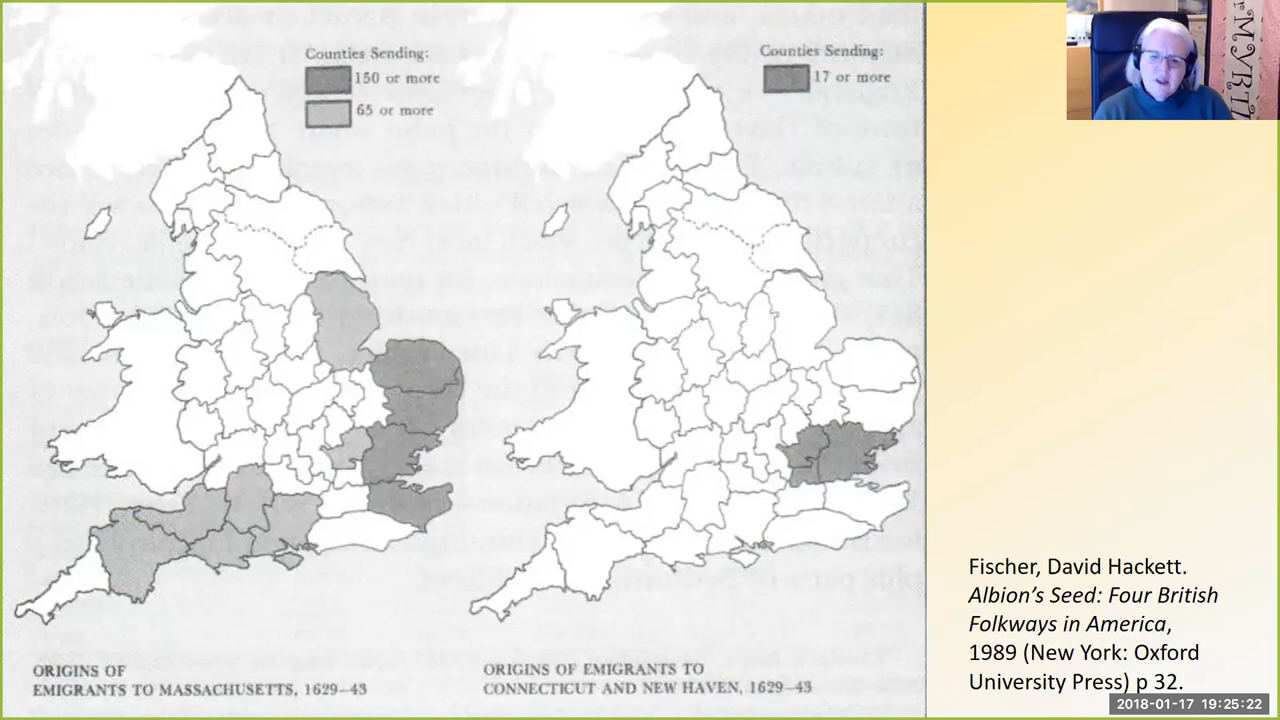 Counties Sending:
150 or more
65 or more
Counties Sending:
17 or more
ORIGINS OF
EMIGRANTS TO MASSACHUSETTS, 1629–43
ORIGINS OF EMIGRANTS TO
CONNECTICUT AND NEW HAVEN, 1629–43
Fischer, David Hackett.
Albion’s Seed: Four British
Folkways in America,
1989 (New York: Oxford
University Press) p 32.
2018-01-17 19:25:22